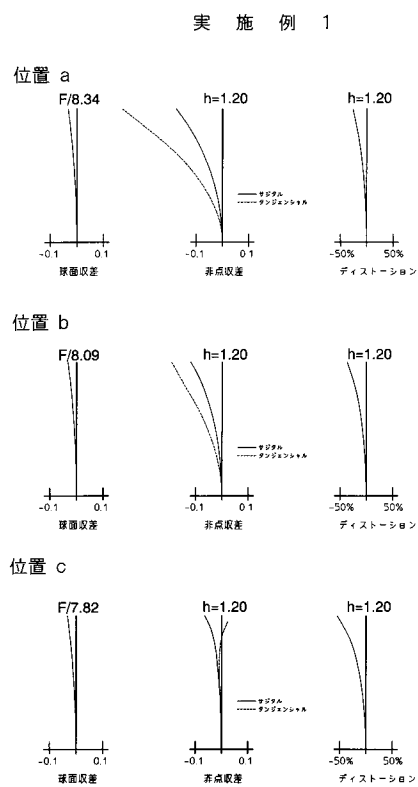 実 施 例 1
位置 a
F/8.34 h=1.20 h=1.20
サジタル
タンジェンシャル
-0.1 0.1 -0.1 0.1 -50% 50%
球面収差 非点収差 ディストーション
位置 b
F/8.09 h=1.20 h=1.20
サジタル
タンジェンシャル
-0.1 0.1 -0.1 0.1 -50% 50%
球面収差 非点収差 ディストーション
位置 c
F/7.82 h=1.20 h=1.20
サジタル
タンジェンシャル
-0.1 0.1 -0.1 0.1 -50% 50%
球面収差 非点収差 ディストーション